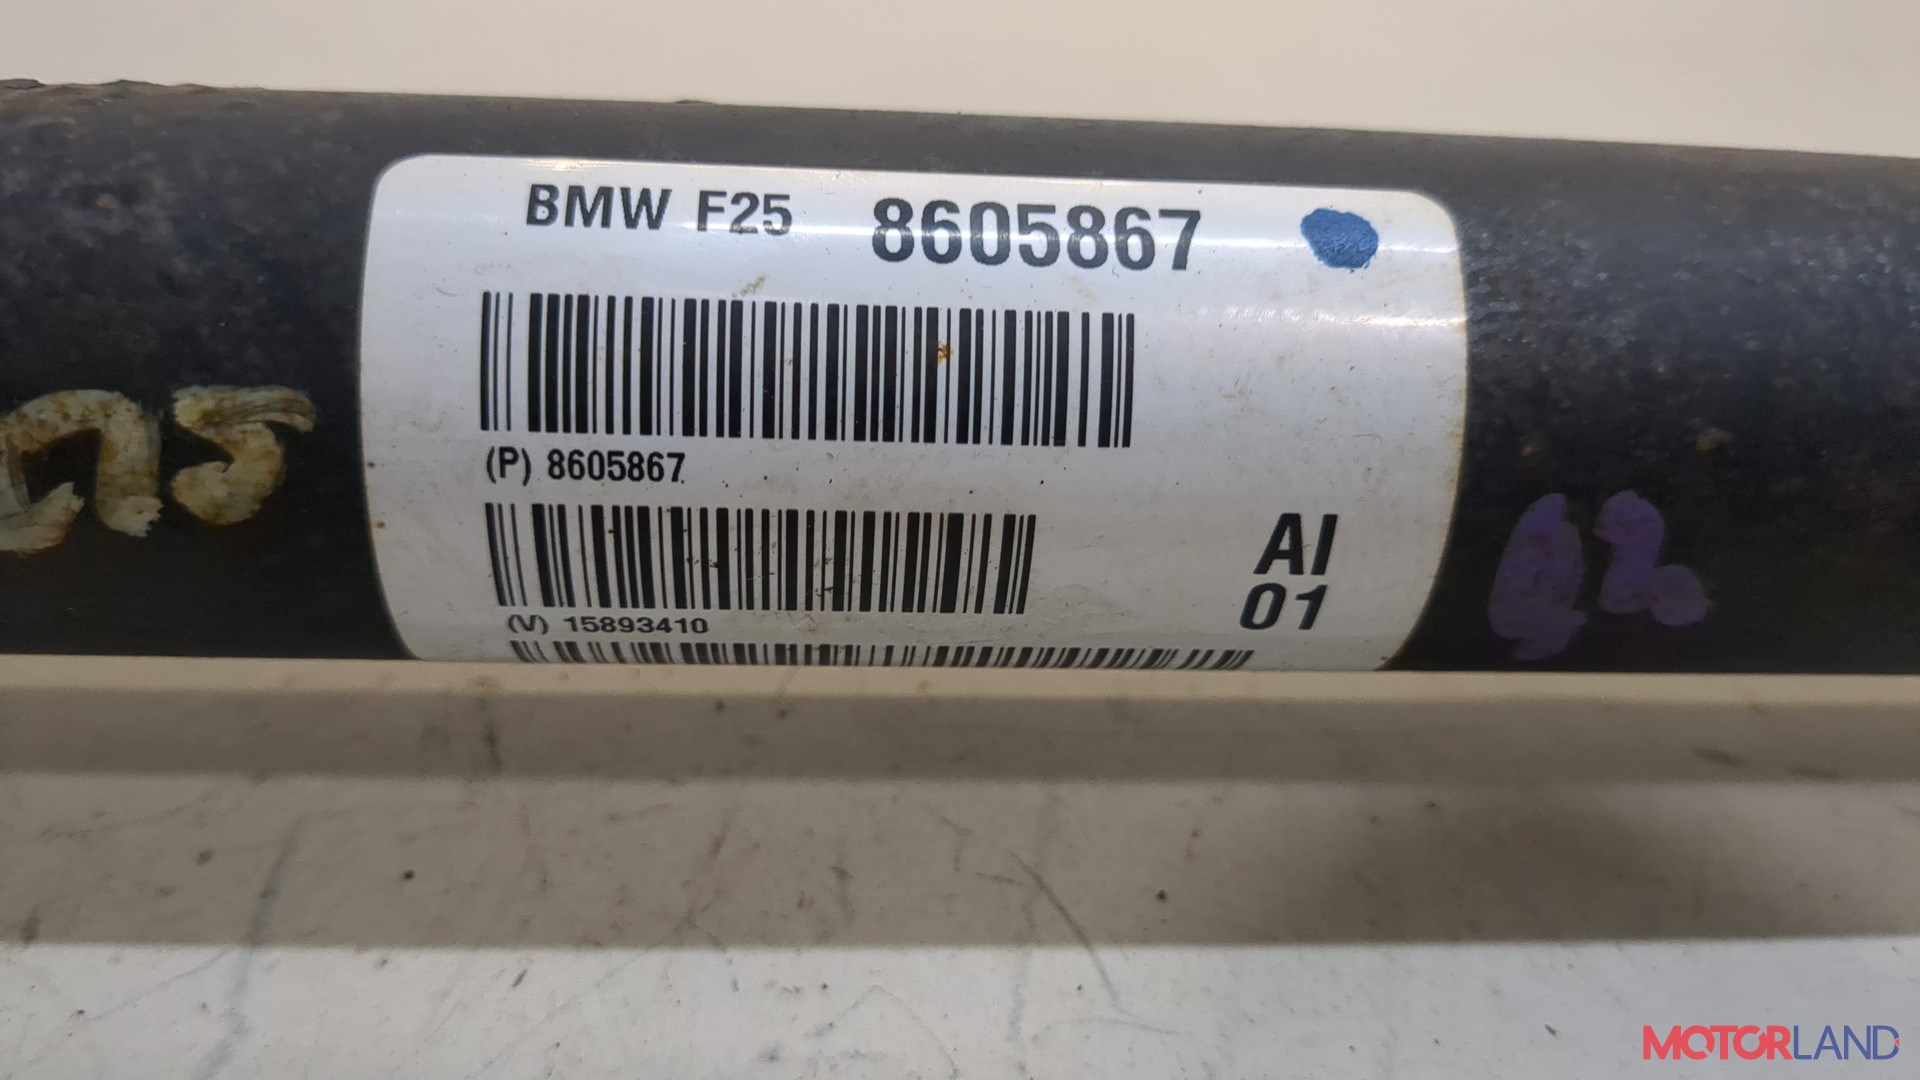 BMW F25 8605867
(P) 8605867
AI
01
(V) 15893410
MOTORLAND